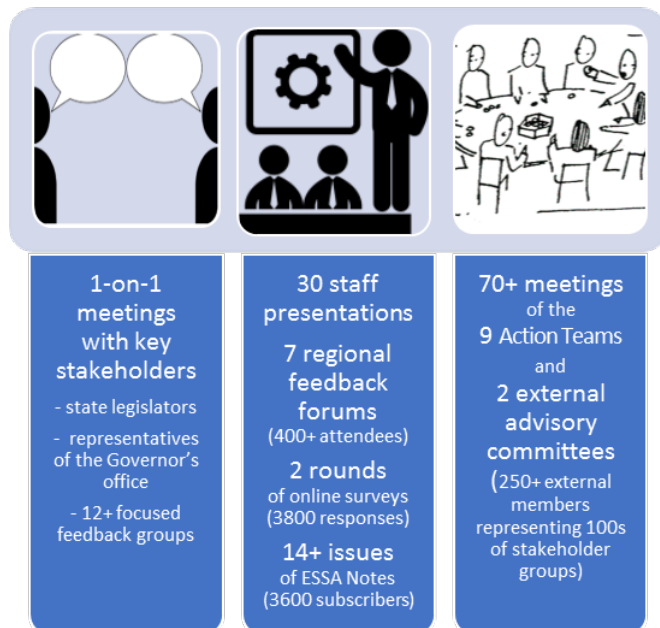 1-on-1
meetings
with key
stakeholders
- state legislators
- representatives
of the Governor's
office
- 12+ focused
feedback groups
30 staff
presentations
7 regional
feedback
forums
(400+ attendees)
2 rounds
of online surveys
(3800 responses)
14+ issues
of ESSA Notes
(3600 subscribers)
70+ meetings
of the
9 Action Teams
and
2 external
advisory
committees
(250+ external
members
representing 100s
of stakeholder
groups)